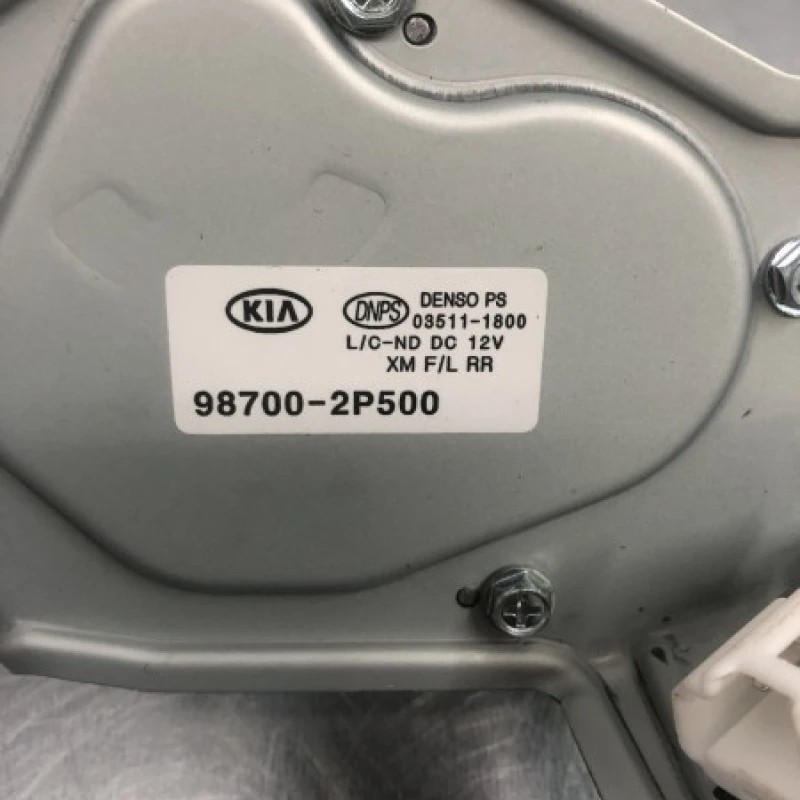 KIA DNPS DENSO PS
03511-1800
L/C-ND DC 12V
XM F/L RR
98700-2P500